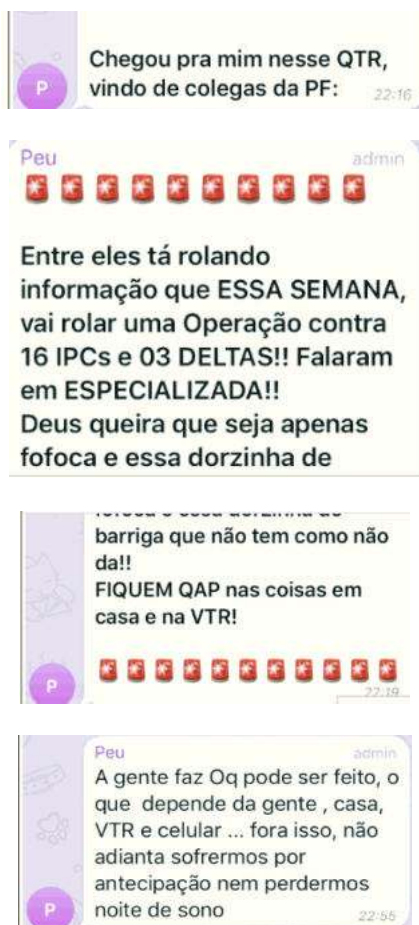 Chegou pra mim nesse QTR,
vindo de colegas da PF:
22:16
P
Peu admin
Entre eles tá rolando
informação que ESSA SEMANA,
vai rolar uma Operação contra
16 IPCs e 03 DELTAS!! Falaram
em ESPECIALIZADA!!
Deus queira que seja apenas
fofoca e essa dorzinha de
fofoca e essa dorzinha de
barriga que não tem como não
da!!
FIQUEM QAP nas coisas em
casa e na VTR!
P
22:19
Peu admin
A gente faz Oq pode ser feito, o
que depende da gente , casa,
VTR e celular ... fora isso, não
adianta sofrermos por
antecipação nem perdermos
noite de sono
P
22:55